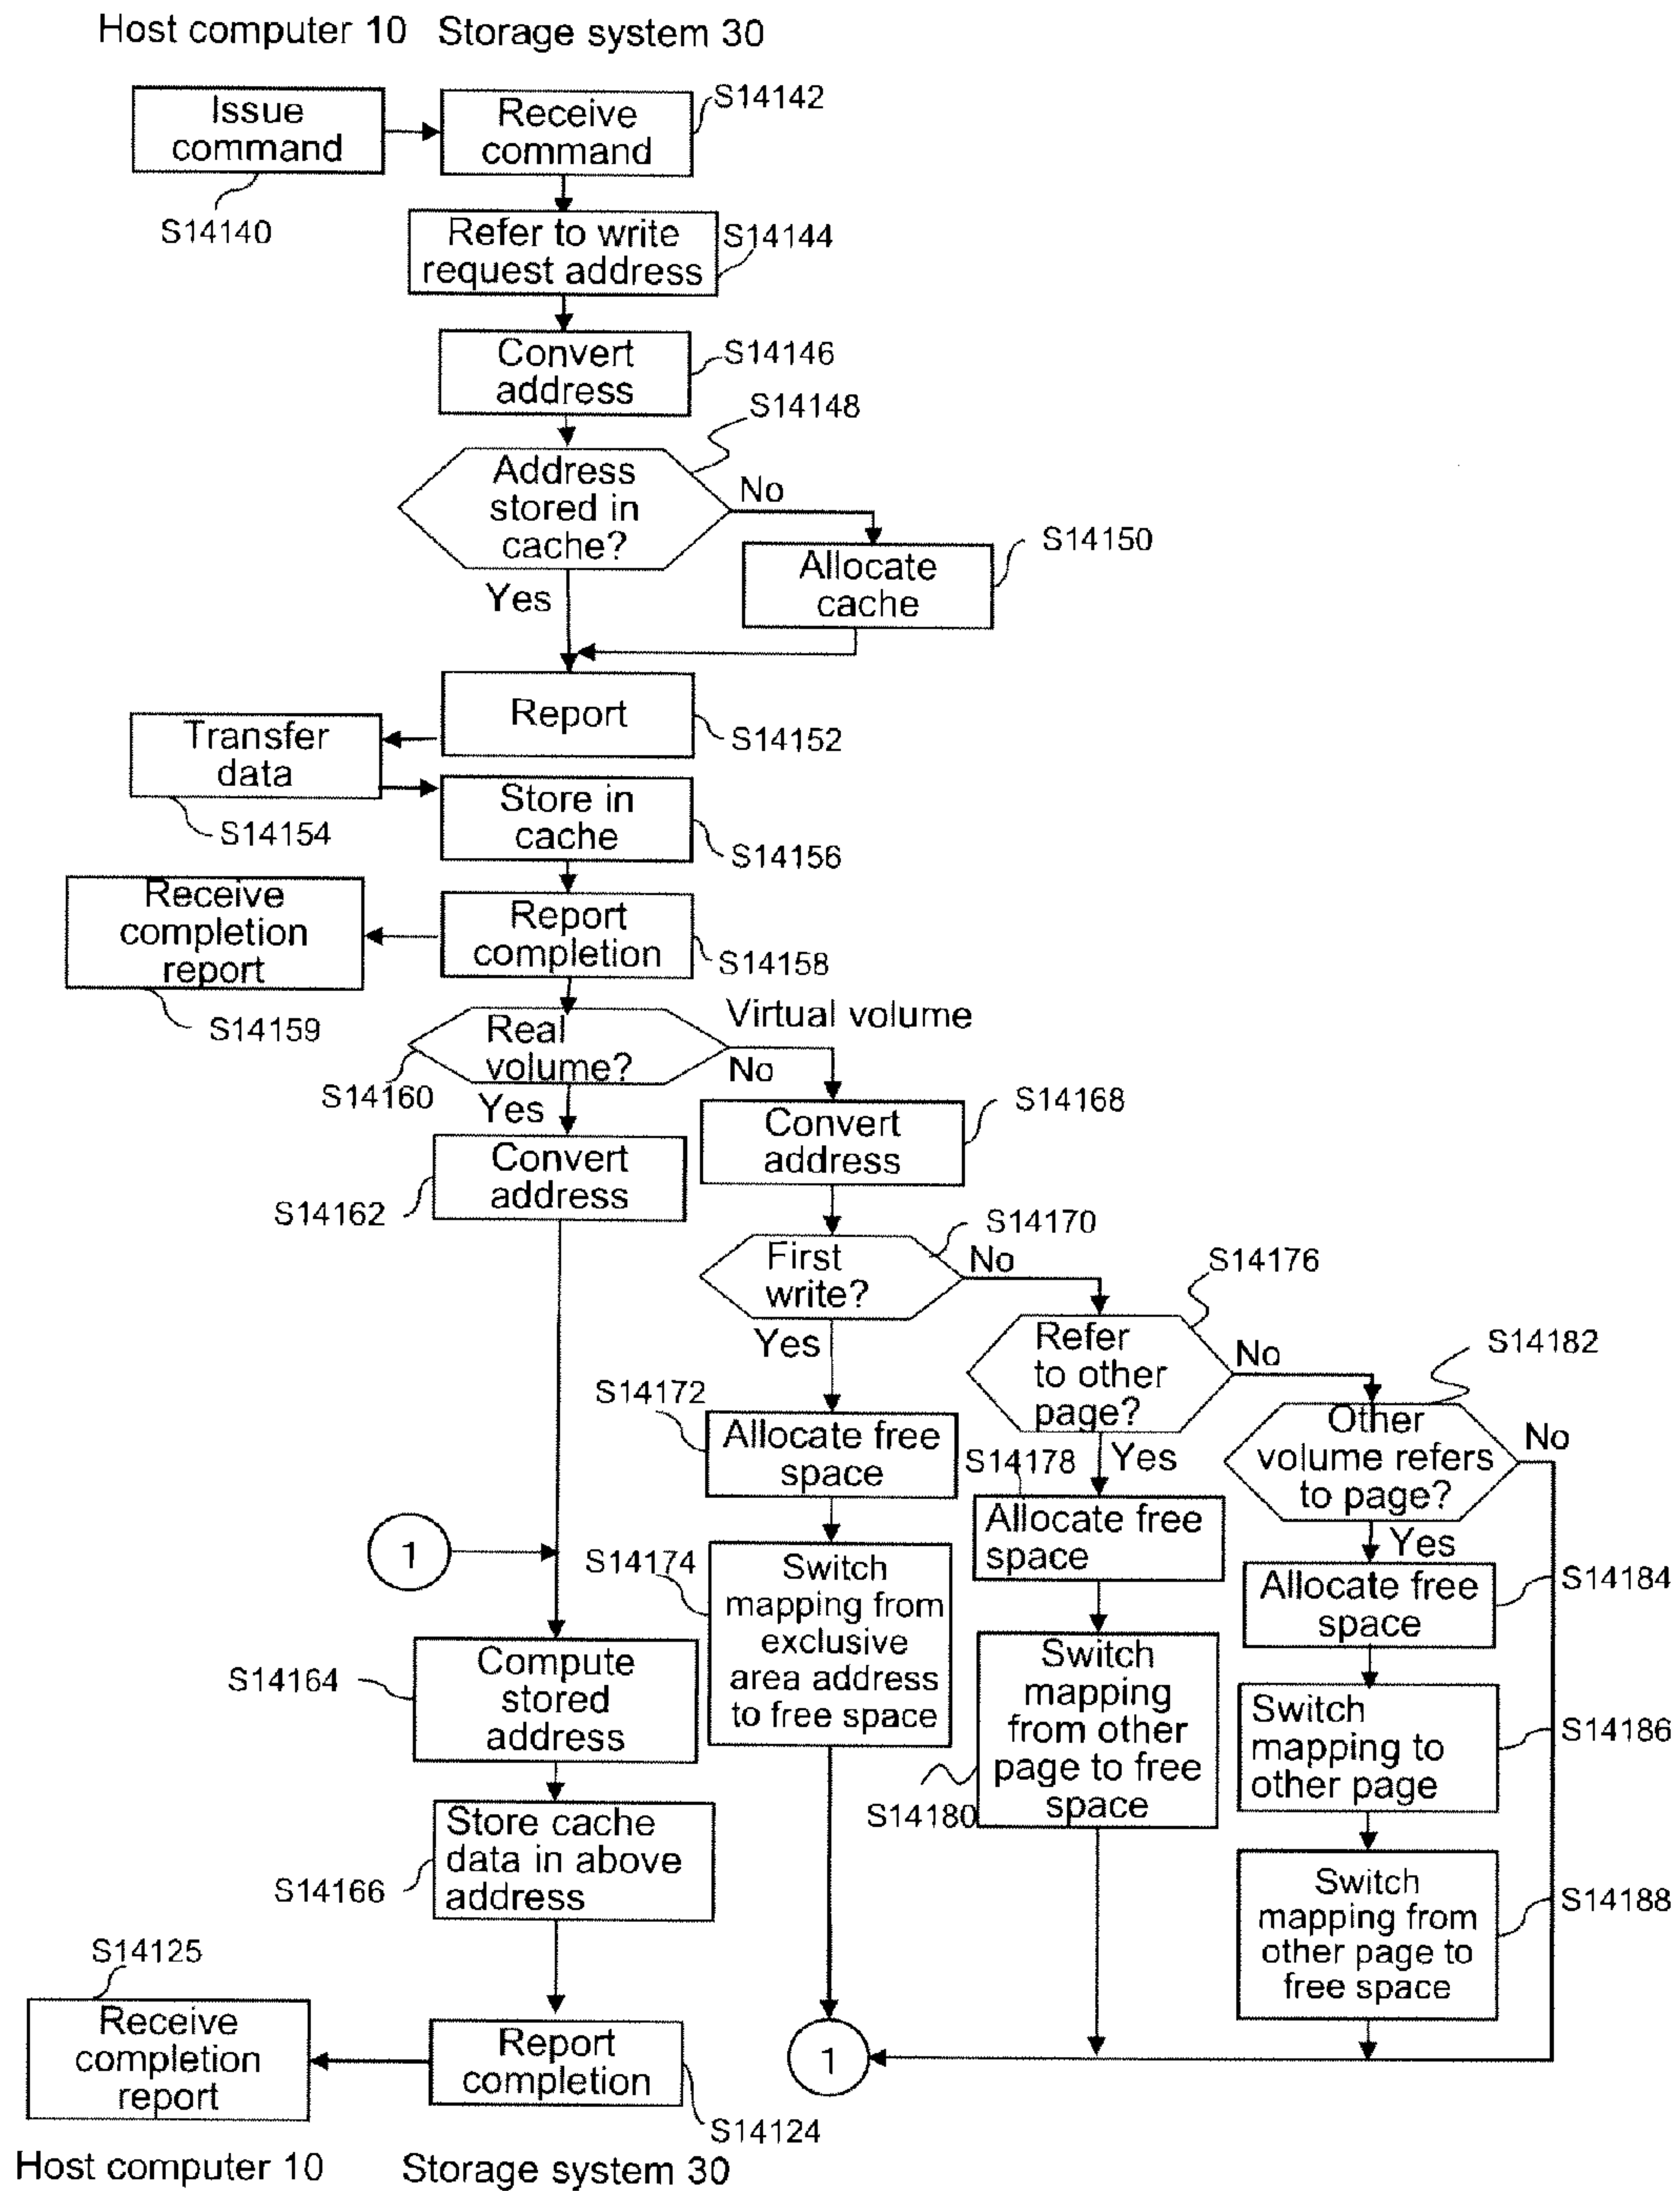 Host computer 10 Storage system 30
Issue
command
S14140
Receive
command
S14142
Refer to write
request address
S14144
Convert
address
S14146
Address
stored in
cache?
S14148
No
Yes
Allocate
cache
S14150
Report
S14152
Transfer
data
S14154
Store in
cache
S14156
Report
completion
S14158
Receive
completion
report
S14159
Real
volume?
S14160
Virtual volume
No
Yes
Convert
address
S14162
Convert
address
S14168
First
write?
S14170
No
Yes
Refer
to other
page?
S14176
No
Yes
Other
volume refers
to page?
S14182
No
Yes
S14172
Allocate free
space
S14178
Allocate free
space
S14184
Allocate free
space
1
S14174
Switch
mapping from
exclusive
area address
to free space
S14180
Switch
mapping
from other
page to free
space
S14186
Switch
mapping to
other page
S14188
Switch
mapping from
other page to
free space
S14164
Compute
stored
address
S14166
Store cache
data in above
address
S14125
Receive
completion
report
Report
completion
S14124
1
Host computer 10 Storage system 30